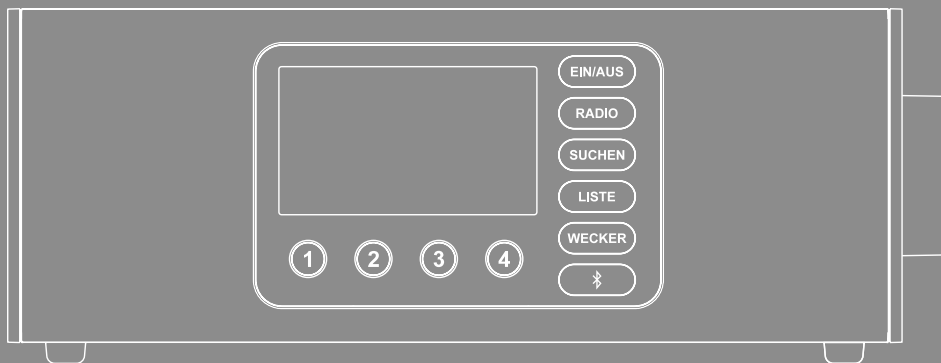 EIN/AUS
RADIO
SUCHEN
LISTE
WECKER
1 2 3 4